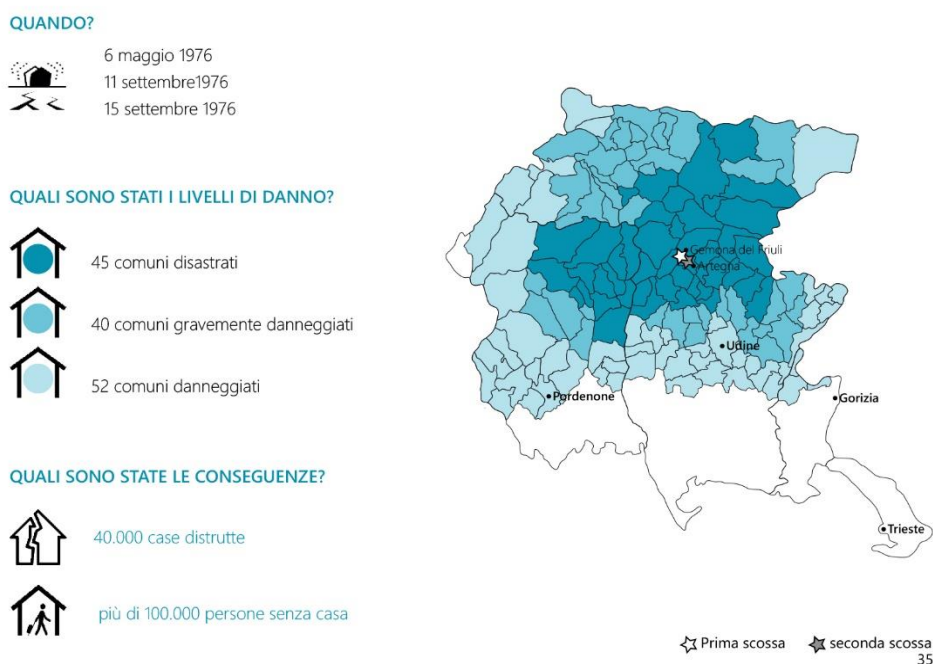 QUANDO?
6 maggio 1976
11 settembre1976
15 settembre 1976
QUALI SONO STATI I LIVELLI DI DANNO?
45 comuni disastrati
40 comuni gravemente danneggiati
52 comuni danneggiati
QUALI SONO STATE LE CONSEGUENZE?
40.000 case distrutte
più di 100.000 persone senza casa
Gemona del Friuli
Artegna
Udine
Pordenone
Gorizia
Trieste
Prima scossa
seconda scossa
35